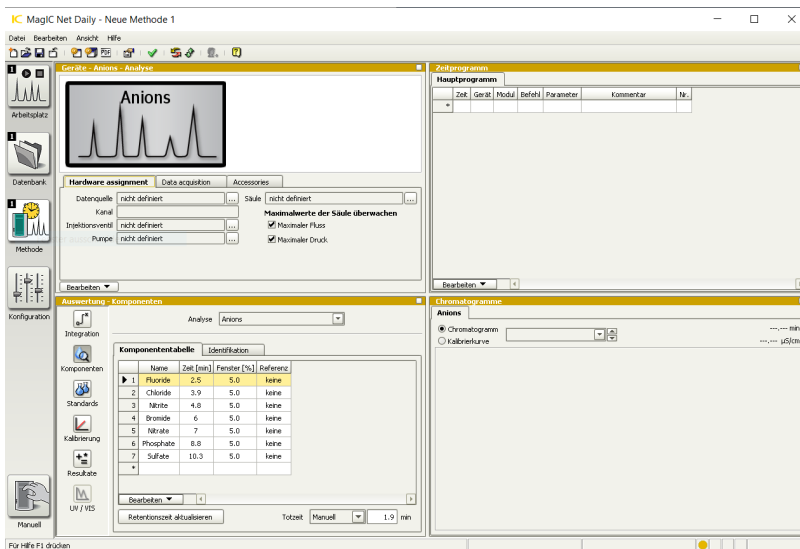 MagIC Net Daily - Neue Methode 1
Datei Bearbeiten Ansicht Hilfe
PDF
Geräte - Anions - Analyse
Anions
Hardware assignment Data acquisition Accessories
Datenquelle nicht definiert ... Säule nicht definiert ...
Kanal Maximalwerte der Säule überwachen
Injektionsventil nicht definiert ... Maximaler Fluss
Pumpe nicht definiert ... Maximaler Druck
Bearbeiten
Zeitprogramm
Hauptprogramm
Zeit Gerät Modul Befehl Parameter Kommentar Nr.
*
Bearbeiten
1
Arbeitsplatz
1
Datenbank
1
Methode
Konfiguration
Manuell
Auswertung - Komponenten
Integration
Komponenten
Standards
Kalibrierung
Resultate
UV / VIS
Analyse Anions
Komponententabelle Identifikation
Name Zeit [min] Fenster [%] Referenz
1 Fluoride 2.5 5.0 keine
2 Chloride 3.9 5.0 keine
3 Nitrite 4.8 5.0 keine
4 Bromide 6 5.0 keine
5 Nitrate 7 5.0 keine
6 Phosphate 8.8 5.0 keine
7 Sulfate 10.3 5.0 keine
*
Bearbeiten
Retentionszeit aktualisieren Totzeit Manuell 1.9 min
Chromatogramme
Anions
Chromatogramm ---.--- min
Kalibrierkurve ---.--- µS/cm
Für Hilfe F1 drücken